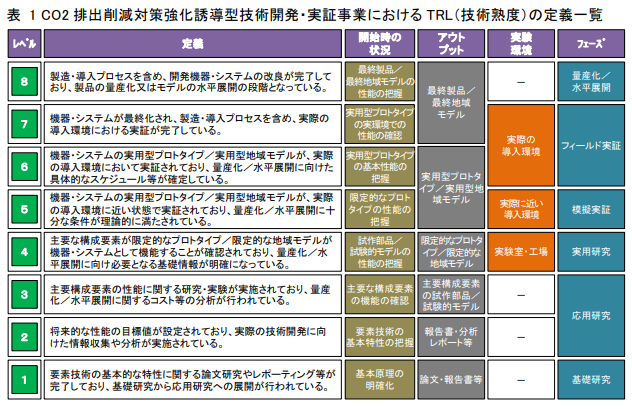 表 1 CO2 排出削減対策強化誘導型技術開発・実証事業における TRL（技術熟度）の定義一覧
ﾚﾍﾞﾙ
定義
開始時の
状況
アウト
プット
実験
環境
ﾌｪｰｽﾞ
8
製造・導入プロセスを含め、開発機器・システムの改良が完了して
おり、製品の量産化又はモデルの水平展開の段階となっている。
最終製品／
最終地域モデルの
性能の把握
最終製品／
最終地域
モデル
―
量産化／
水平展開
7
機器・システムが最終化され、製造・導入プロセスを含め、実際の
導入環境における実証が完了している。
実用型プロトタイプ
の実環境での
性能の確認
実際の
導入環境
フィールド実証
6
機器・システムの実用型プロトタイプ／実用型地域モデルが、実際
の導入環境において実証されており、量産化／水平展開に向けた
具体的なスケジュール等が確定している。
実用型プロトタイプ
の基本性能の
把握
実用型プロトタ
イプ／実用型地
域モデル
5
機器・システムの実用型プロトタイプ／実用型地域モデルが、実際
の導入環境に近い状態で実証されており、量産化／水平展開に十
分な条件が理論的に満たされている。
限定的なプロト
タイプの性能の
把握
実際に近い
導入環境
模擬実証
4
主要な構成要素が限定的なプロトタイプ／限定的な地域モデルが
機器・システムとして機能することが確認されており、量産化／水
平展開に向け必要となる基礎情報が明確になっている。
試作部品／
試験的モデル
の性能の把握
限定的なプロ
タイプ／限定的
な地域モデル
実験室・工場
実用研究
3
主要構成要素の性能に関する研究・実験が実施されており、量産
化／水平展開に関するコスト等の分析が行われている。
主要な構成要素
の機能の確認
主要構成要素
の試作部品／
試験的モデル
―
応用研究
2
将来的な性能の目標値が設定されており、実際の技術開発に向
けた情報収集や分析が実施されている。
要素技術の
基本特性の把握
報告書・分析
レポート等
―
1
要素技術の基本的な特性に関する論文研究やレポーティング等が
完了しており、基礎研究から応用研究への展開が行われている。
基本原理の
明確化
論文・報告書等
―
基礎研究